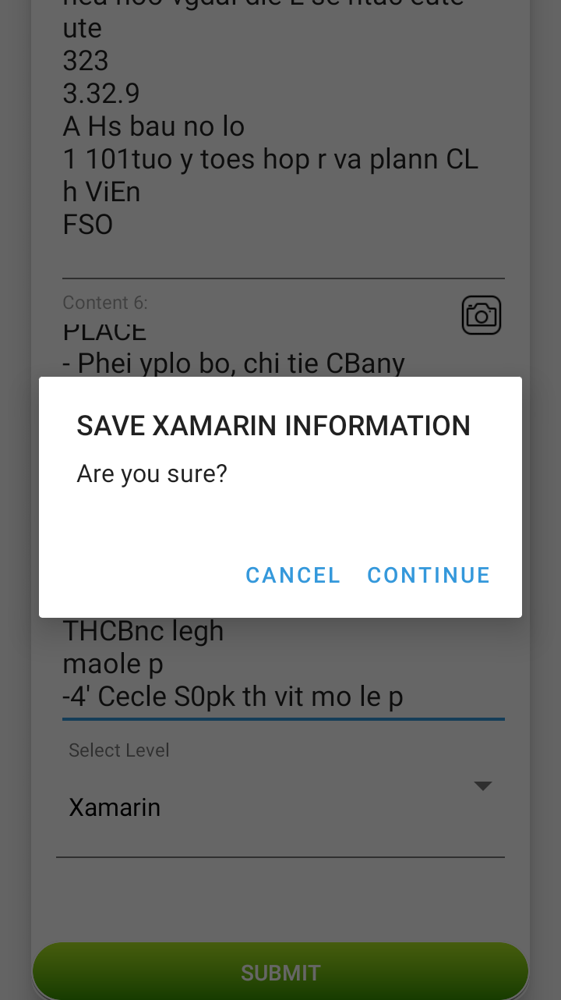 ute
323
3.32.9
A Hs bau no lo
1 101tuo y toes hop r va plann CL
h ViEn
FSO
Content 6:
PLACE
- Phei yplo bo, chi tie CBany
SAVE XAMARIN INFORMATION
Are you sure?
CANCEL CONTINUE
THCBnc legh
maole p
-4' Cecle S0pk th vit mo le p
Select Level
Xamarin
SUBMIT